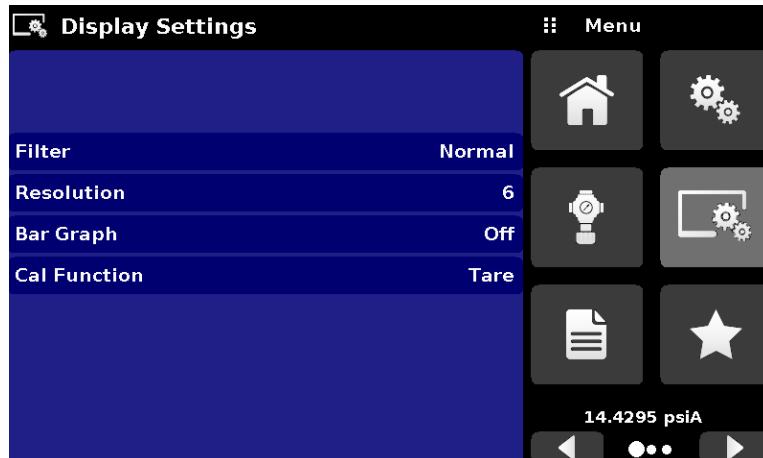 Display Settings
Menu
Filter Normal
Resolution 6
Bar Graph Off
Cal Function Tare
14.4295 psiA